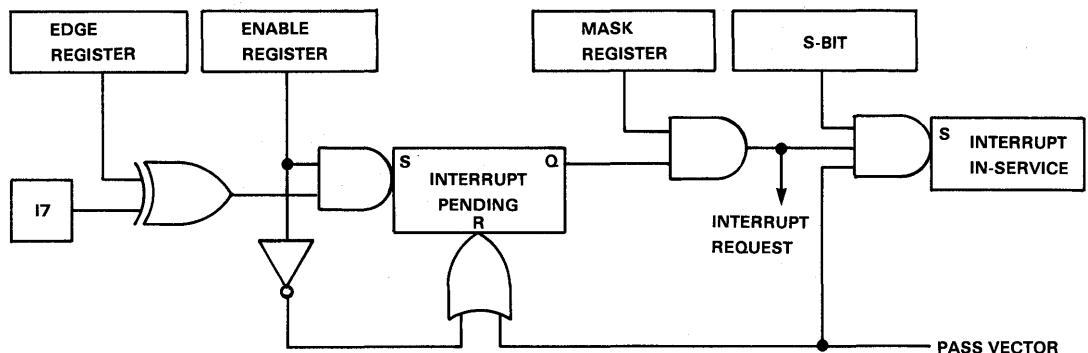 EDGE
REGISTER
ENABLE
REGISTER
MASK
REGISTER
S-BIT
I7
S
Q
INTERRUPT
PENDING
R
INTERRUPT
REQUEST
S
INTERRUPT
IN-SERVICE
PASS VECTOR